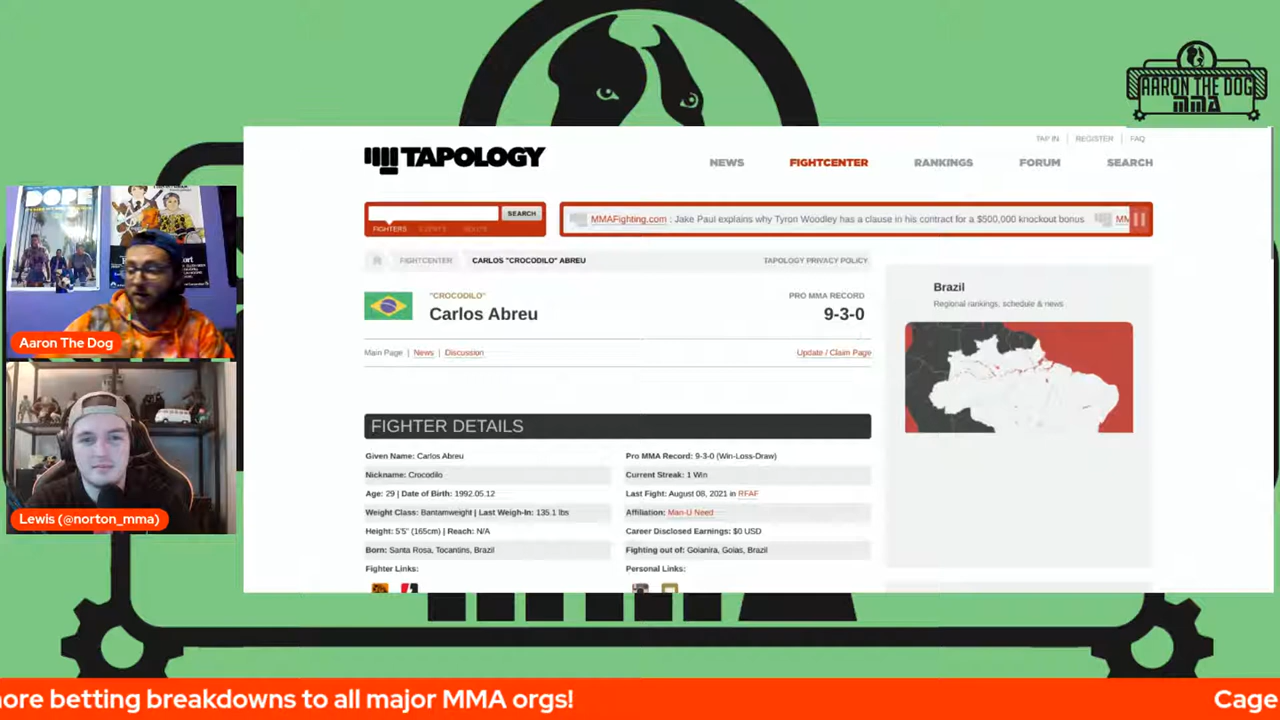 AARON THE DOG
MMA
TAP IN
REGISTER
FAQ
TAPOLOGY
NEWS
FIGHTCENTER
RANKINGS
FORUM
SEARCH
SEARCH
FIGHTERS
EVENTS
MMAFighting.com : Jake Paul explains why Tyron Woodley has a clause in his contract for a $500,000 knockout bonus
FIGHTCENTER
CARLOS "CROCODILO" ABREU
TAPOLOGY PRIVACY POLICY
"CROCODILO"
Carlos Abreu
PRO MMA RECORD
9-3-0
Main Page | News | Discussion
Update / Claim Page
Brazil
Regional rankings, schedule & news
FIGHTER DETAILS
Given Name: Carlos Abreu
Pro MMA Record: 9-3-0 (Win-Loss-Draw)
Nickname: Crocodilo
Current Streak: 1 Win
Age: 29 | Date of Birth: 1992.05.12
Last Fight: August 08, 2021 in RFAF
Weight Class: Bantamweight | Last Weigh-In: 135.1 lbs
Affiliation: Man-U Need
Height: 5'5" (165cm) | Reach: N/A
Career Disclosed Earnings: $0 USD
Born: Santa Rosa, Tocantins, Brazil
Fighting out of: Goianira, Goias, Brazil
Fighter Links:
Personal Links:
DOPE
Aaron The Dog
Lewis (@norton_mma)
more betting breakdowns to all major MMA orgs!
Cage